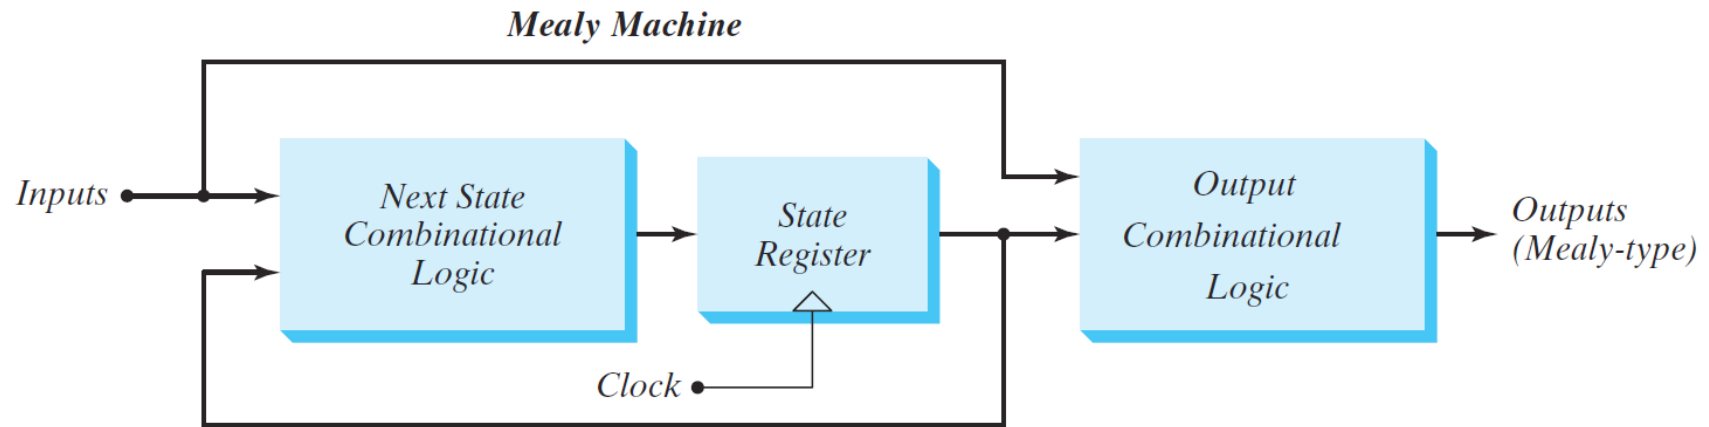 Mealy Machine
Inputs
Next State
Combinational
Logic
State
Register
Output
Combinational
Logic
Outputs
(Mealy-type)
Clock